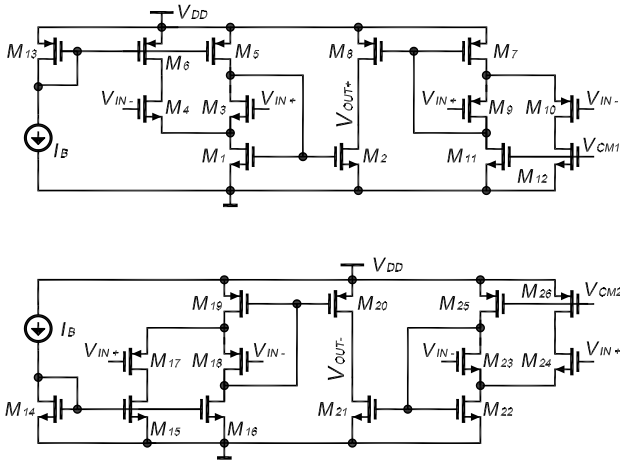 VDD
M13 M6 M5 M8 M7
VIN- M4 M3 VIN+ VOUT+ VIN+ M9 M10 VIN-
IB M1 M2 M11 M12 VCM1
VDD
M19 M20 M25 M26 VCM2
IB VIN+ M17 M18 VIN- VOUT- VIN- M23 M24 VIN+
M14 M15 M16 M21 M22